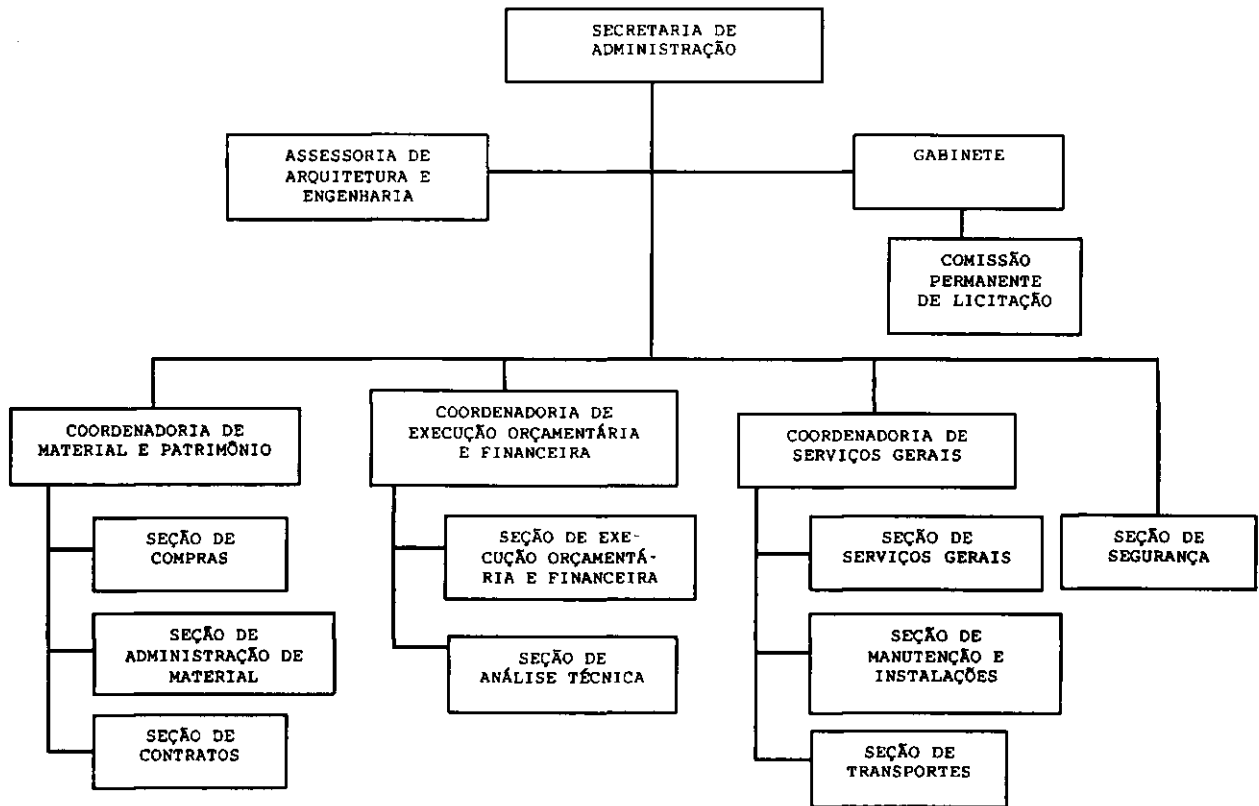 SECRETARIA DE
ADMINISTRAÇÃO
ASSESSORIA DE
ARQUITETURA E
ENGENHARIA
GABINETE
COMISSÃO
PERMANENTE
DE LICITAÇÃO
COORDENADORIA DE
MATERIAL E PATRIMÔNIO
COORDENADORIA DE
EXECUÇÃO ORÇAMENTÁRIA
E FINANCEIRA
COORDENADORIA DE
SERVIÇOS GERAIS
SEÇÃO DE
COMPRAS
SEÇÃO DE
ADMINISTRAÇÃO DE
MATERIAL
SEÇÃO DE
CONTRATOS
SEÇÃO DE EXE-
CUÇÃO ORÇAMENTÁ-
RIA E FINANCEIRA
SEÇÃO DE
ANÁLISE TÉCNICA
SEÇÃO DE
SERVIÇOS GERAIS
SEÇÃO DE
MANUTENÇÃO E
INSTALAÇÕES
SEÇÃO DE
TRANSPORTES
SEÇÃO DE
SEGURANÇA